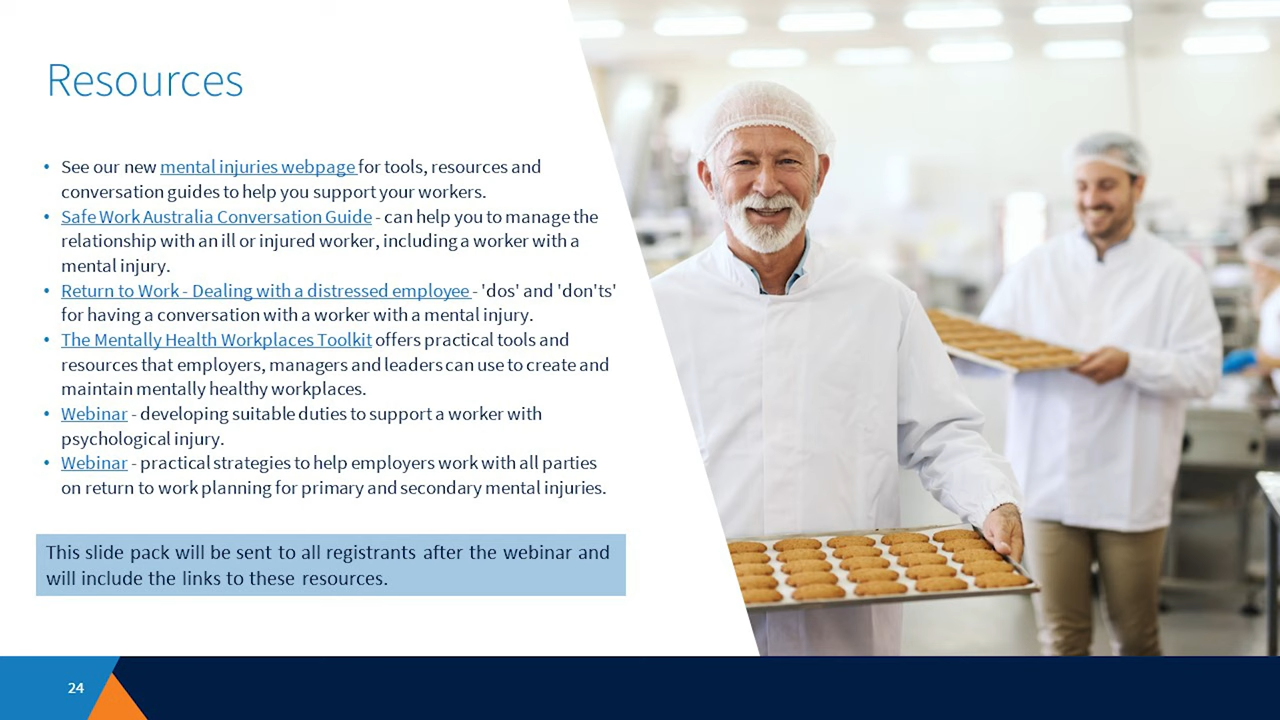 Resources
• See our new mental injuries webpage for tools, resources and
conversation guides to help you support your workers.
• Safe Work Australia Conversation Guide - can help you to manage the
relationship with an ill or injured worker, including a worker with a
mental injury.
• Return to Work - Dealing with a distressed employee - 'dos' and 'don'ts'
for having a conversation with a worker with a mental injury.
• The Mentally Health Workplaces Toolkit offers practical tools and
resources that employers, managers and leaders can use to create and
maintain mentally healthy workplaces.
• Webinar - developing suitable duties to support a worker with
psychological injury.
• Webinar - practical strategies to help employers work with all parties
on return to work planning for primary and secondary mental injuries.
This slide pack will be sent to all registrants after the webinar and
will include the links to these resources.
24